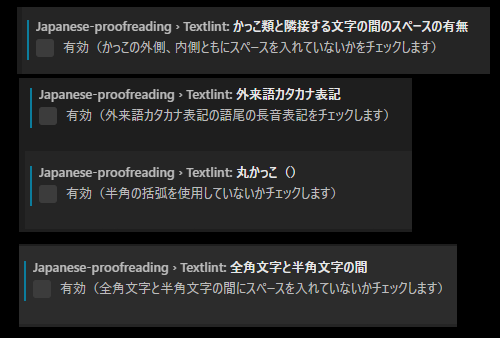 Japanese-proofreading › Textlint: かっこ類と隣接する文字の間のスペースの有無
有効（かっこの外側、内側ともにスペースを入れていないかをチェックします）
Japanese-proofreading › Textlint: 外来語カタカナ表記
有効（外来語カタカナ表記の語尾の長音表記をチェックします）
Japanese-proofreading › Textlint: 丸かっこ（）
有効（半角の括弧を使用していないかチェックします）
Japanese-proofreading › Textlint: 全角文字と半角文字の間
有効（全角文字と半角文字の間にスペースを入れていないかチェックします）